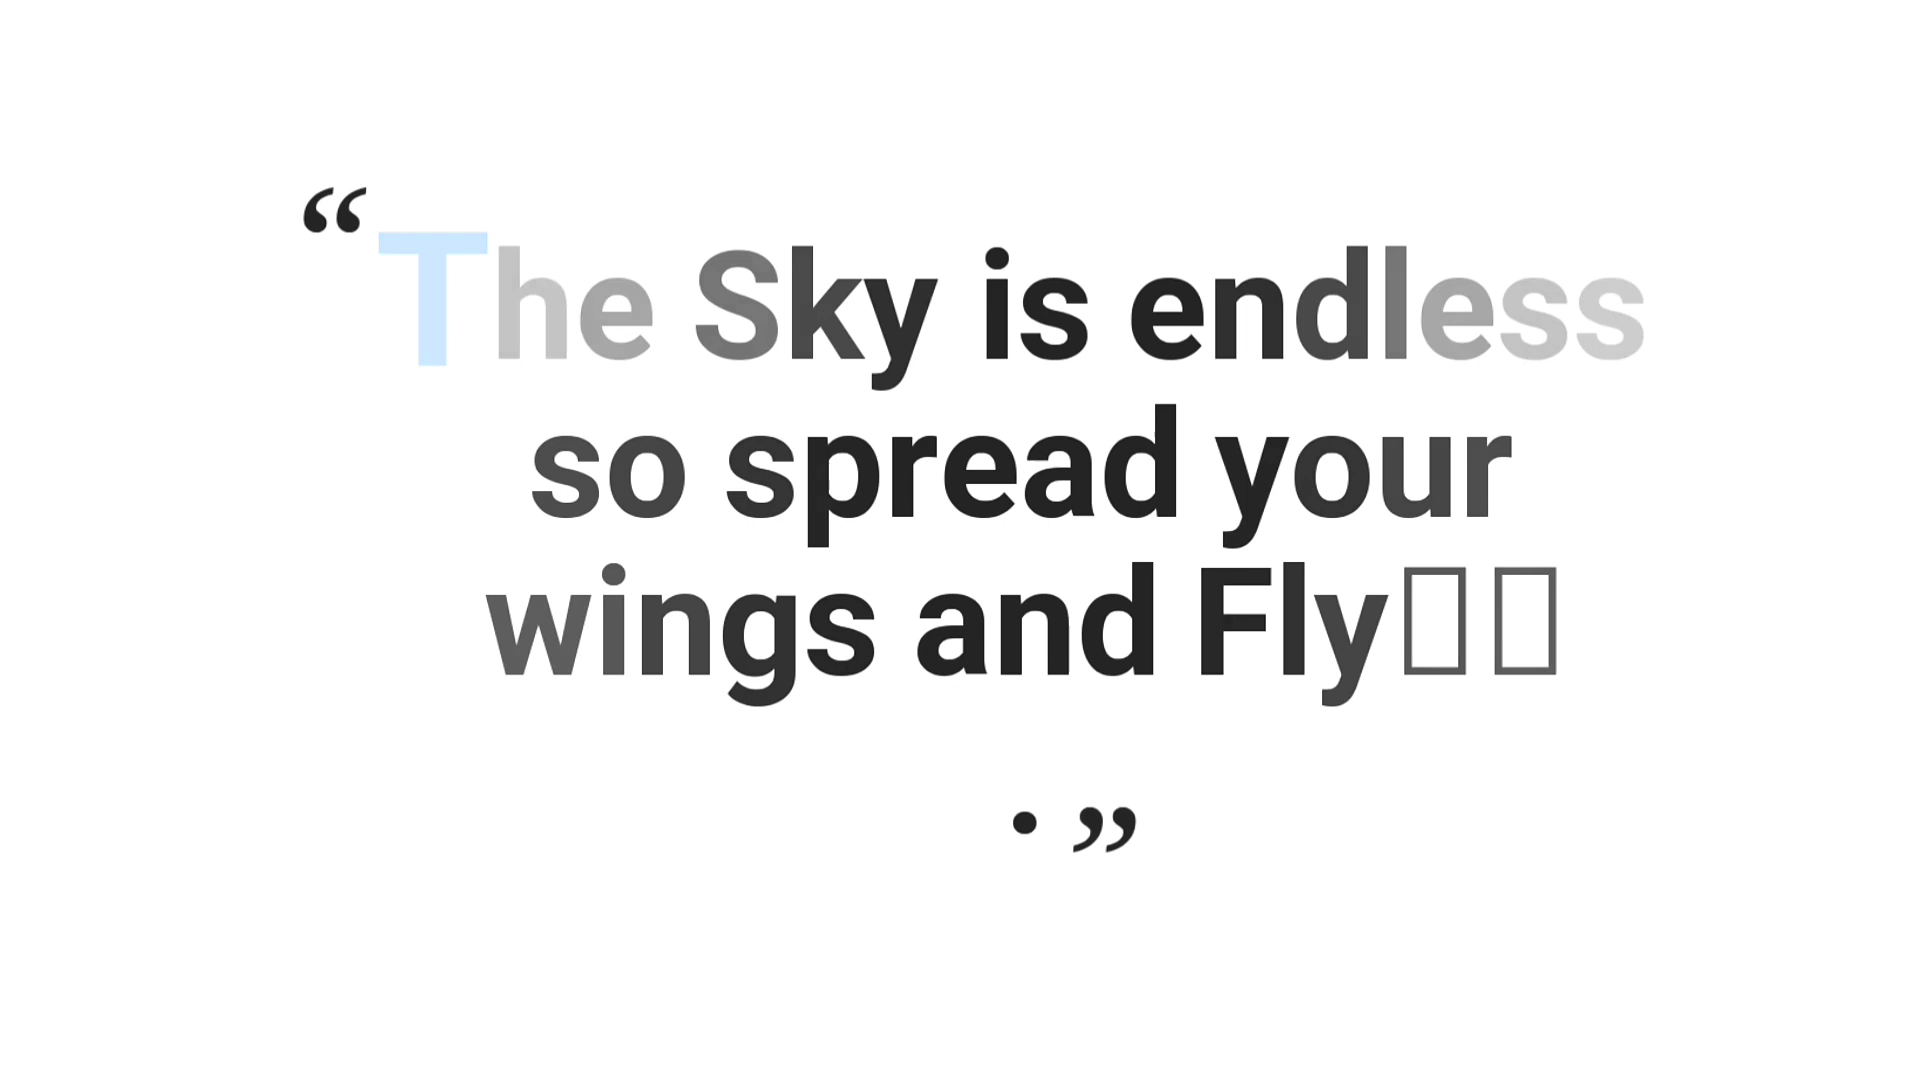 “The Sky is endless
so spread your
wings and Fly▯▯
. ”